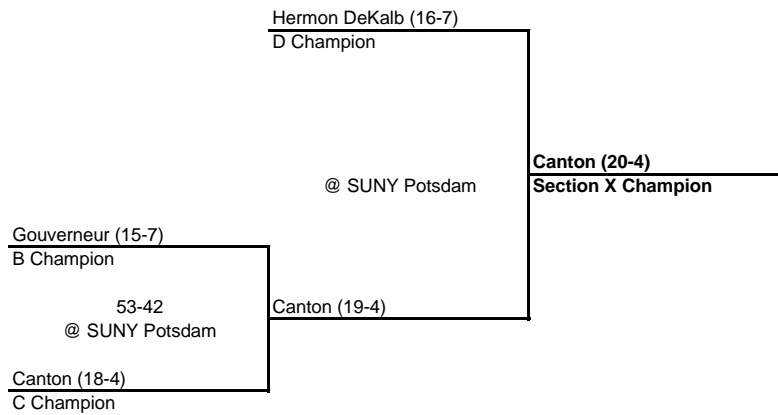 Hermon DeKalb (16-7)
D Champion
Canton (20-4)
@ SUNY Potsdam
Section X Champion
Gouverneur (15-7)
B Champion
53-42
Canton (19-4)
@ SUNY Potsdam
Canton (18-4)
C Champion